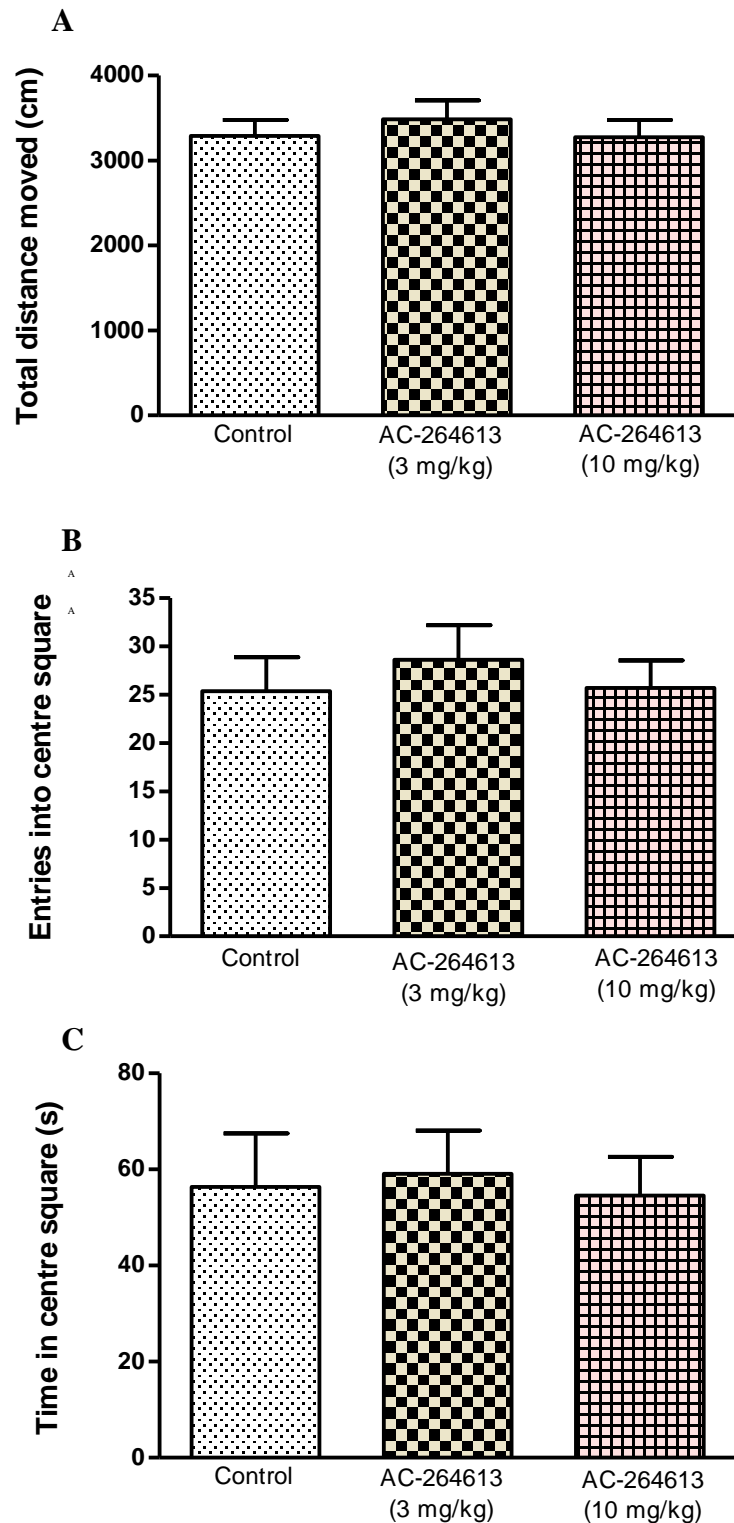 A
Total distance moved (cm)
4000
3000
2000
1000
0
Control
AC-264613
(3 mg/kg)
AC-264613
(10 mg/kg)
B
A
A
Entries into centre square
35
30
25
20
15
10
5
0
Control
AC-264613
(3 mg/kg)
AC-264613
(10 mg/kg)
C
Time in centre square (s)
80
60
40
20
0
Control
AC-264613
(3 mg/kg)
AC-264613
(10 mg/kg)